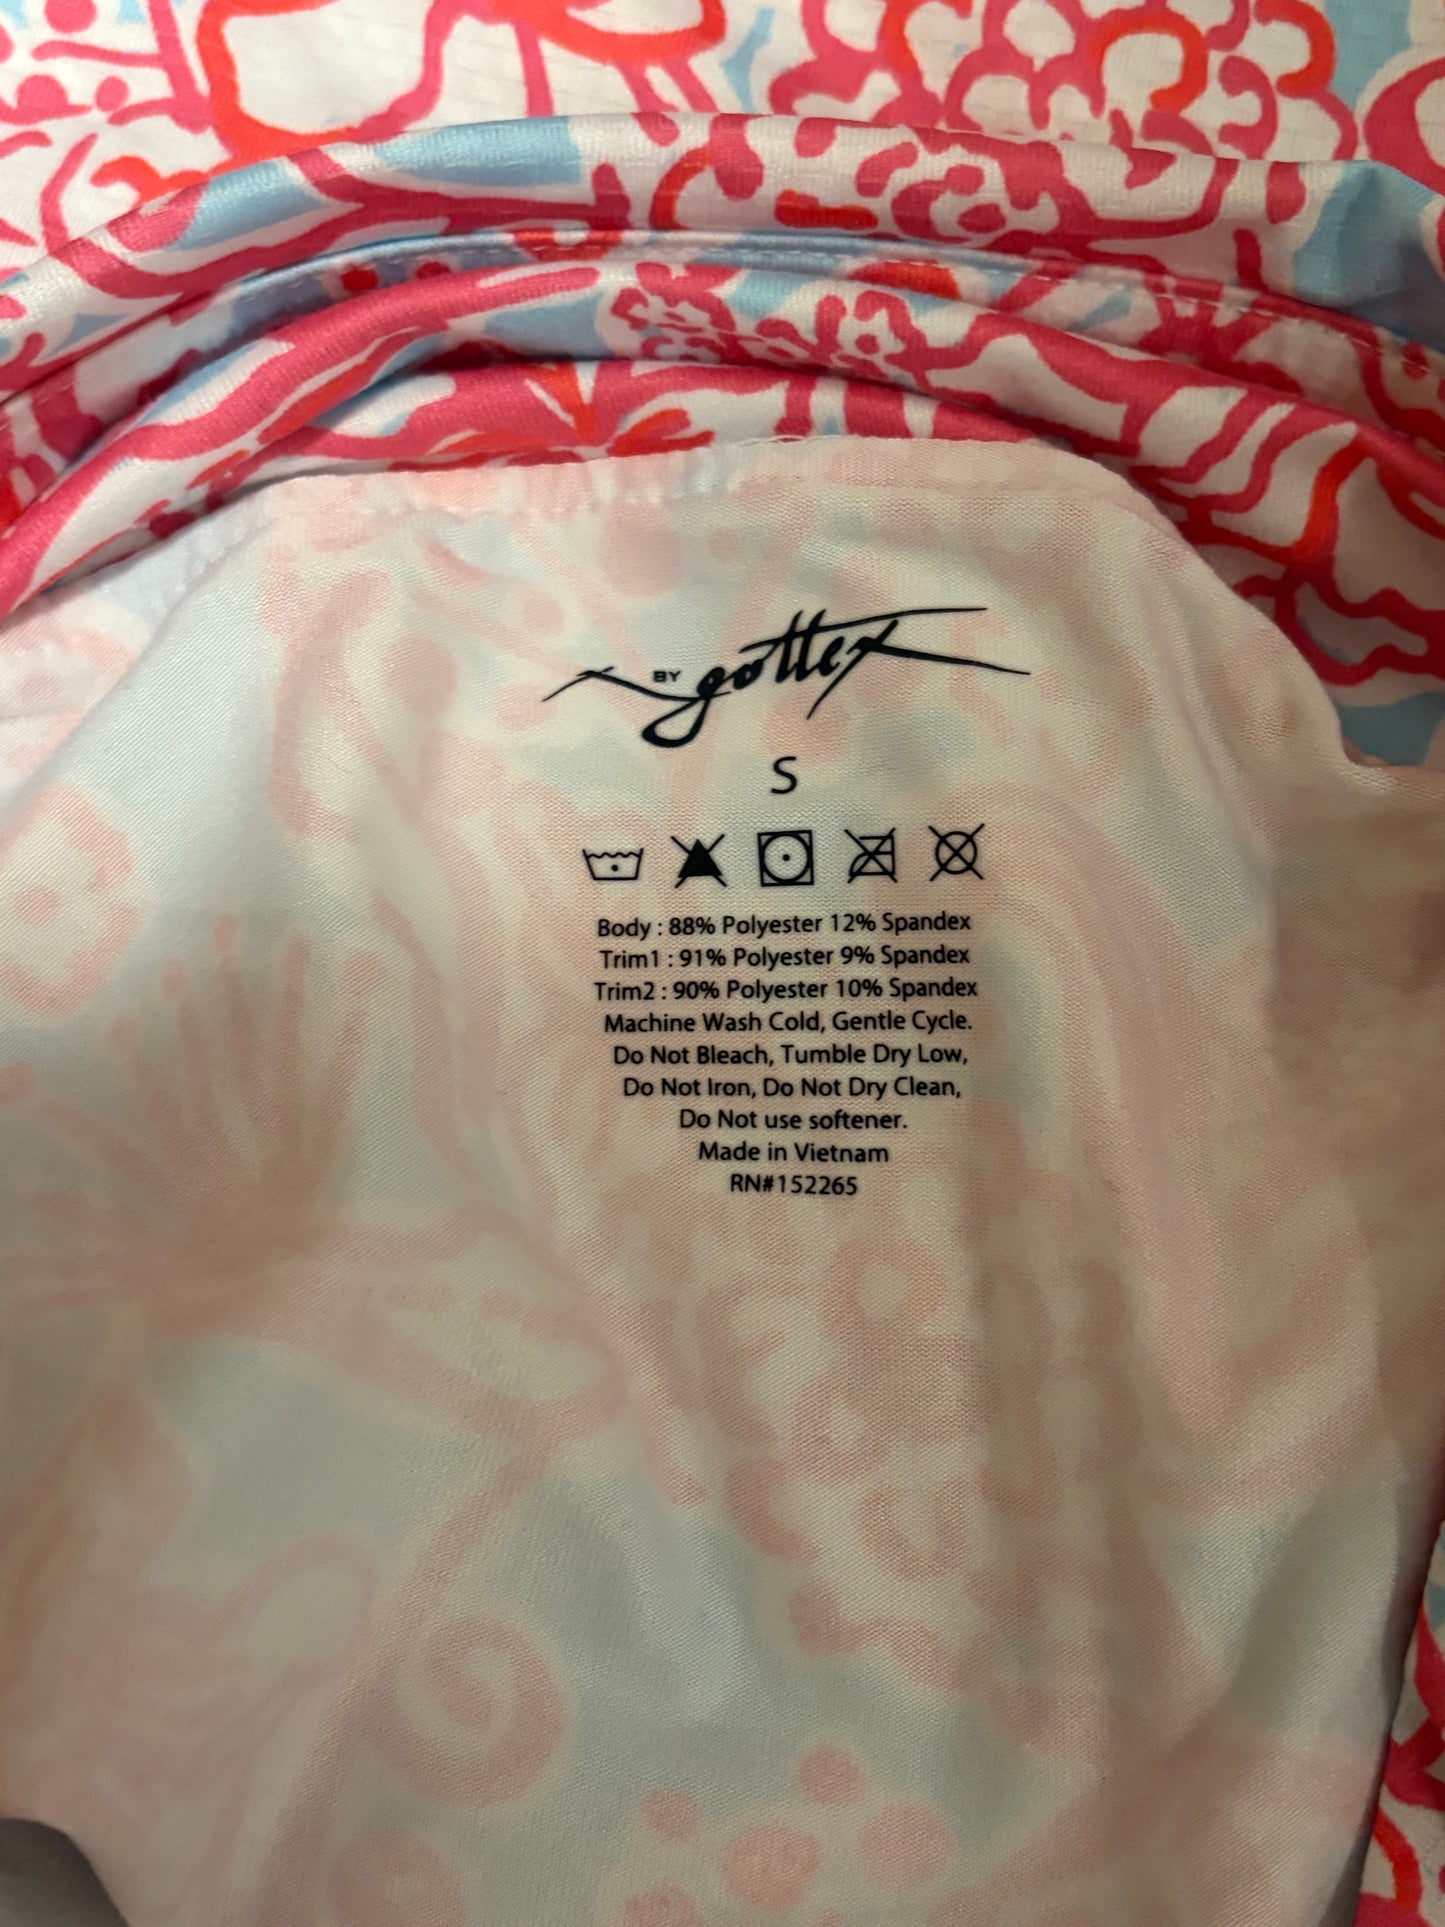 BY gottex
S
Body : 88% Polyester 12% Spandex
Trim1 : 91% Polyester 9% Spandex
Trim2 : 90% Polyester 10% Spandex
Machine Wash Cold, Gentle Cycle.
Do Not Bleach, Tumble Dry Low,
Do Not Iron, Do Not Dry Clean,
Do Not use softener.
Made in Vietnam
RN#152265